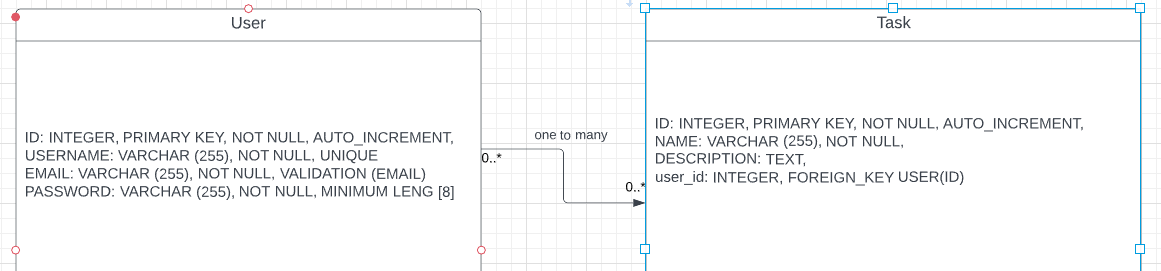 User
ID: INTEGER, PRIMARY KEY, NOT NULL, AUTO_INCREMENT,
USERNAME: VARCHAR (255), NOT NULL, UNIQUE
EMAIL: VARCHAR (255), NOT NULL, VALIDATION (EMAIL)
PASSWORD: VARCHAR (255), NOT NULL, MINIMUM LENG [8]
one to many
0..*
0..*
Task
ID: INTEGER, PRIMARY KEY, NOT NULL, AUTO_INCREMENT,
NAME: VARCHAR (255), NOT NULL,
DESCRIPTION: TEXT,
user_id: INTEGER, FOREIGN_KEY USER(ID)